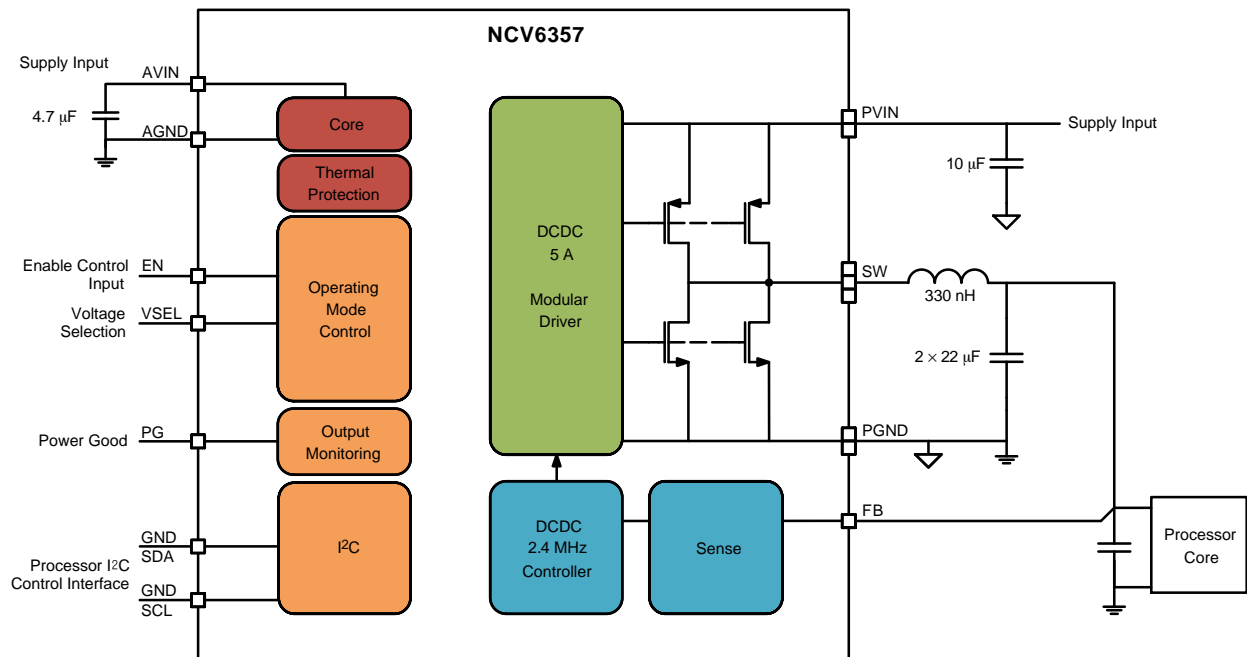 NCV6357
Supply Input
AVIN
4.7 μF
AGND
Core
Thermal
Protection
Enable Control
Input
EN
Voltage
Selection
VSEL
Operating
Mode
Control
Power Good
PG
Output
Monitoring
Processor I2C
Control Interface
GND
SDA
GND
SCL
I2C
DCDC
5 A
Modular
Driver
DCDC
2.4 MHz
Controller
Sense
PVIN
Supply Input
10 μF
SW
330 nH
2 × 22 μF
PGND
FB
Processor
Core